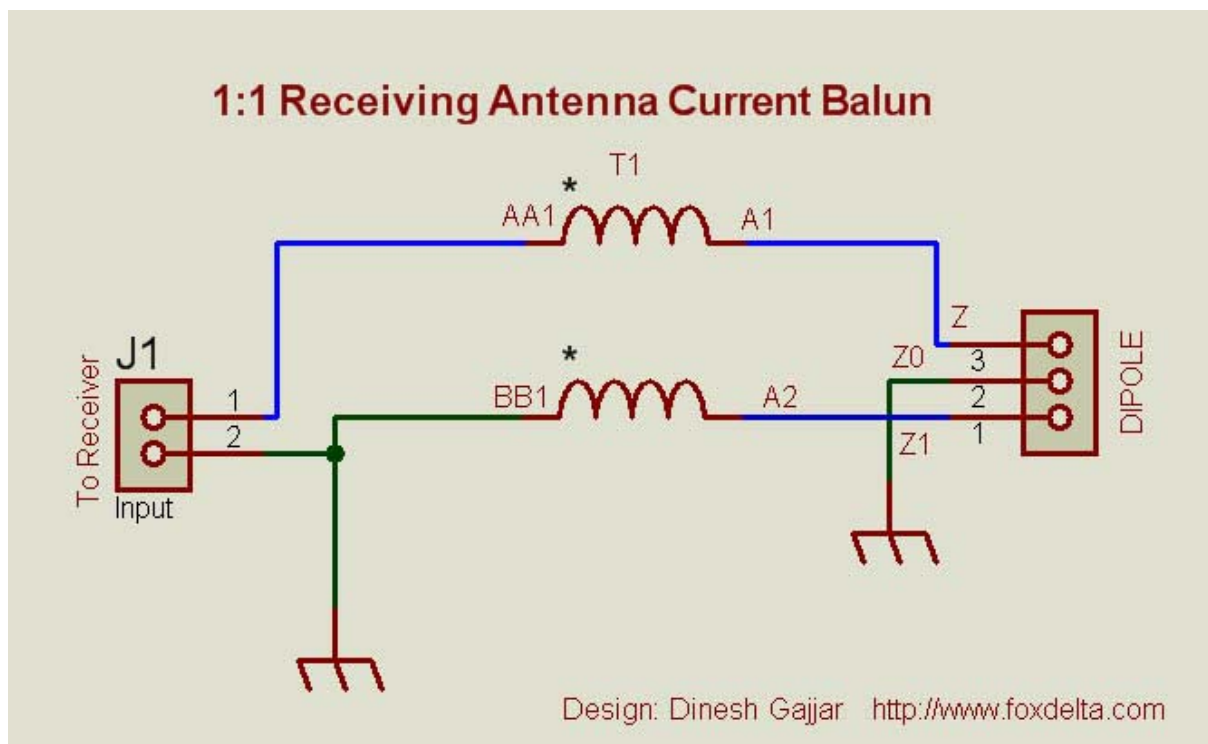 1:1 Receiving Antenna Current Balun
T1
*
AA1
A1
J1
To Receiver
1
2
Input
*
BB1
A2
Z
Z0
Z1
3
2
1
DIPOLE
Design: Dinesh Gajjar http://www.foxdelta.com